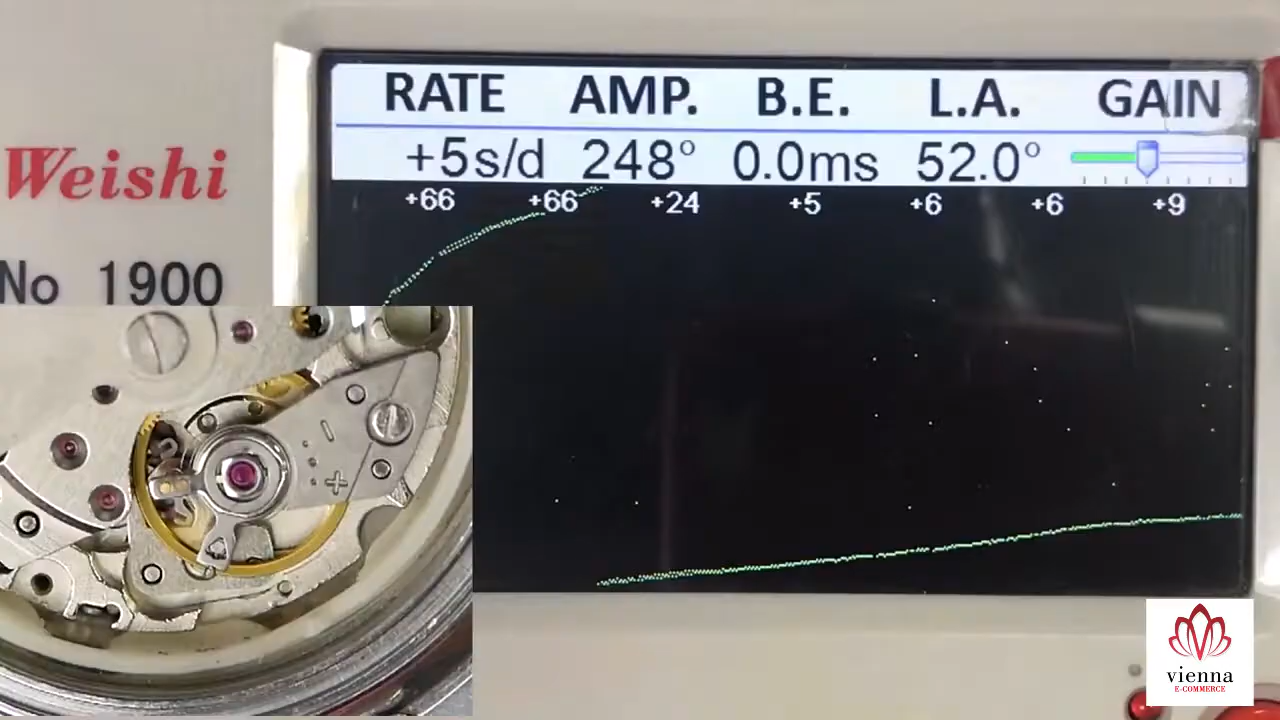 RATE AMP. B.E. L.A. GAIN
+5s/d 248° 0.0ms 52.0°
+66 +66 +24 +5 +6 +6 +9
Weishi
No 1900
- +
vienna
E-COMMERCE